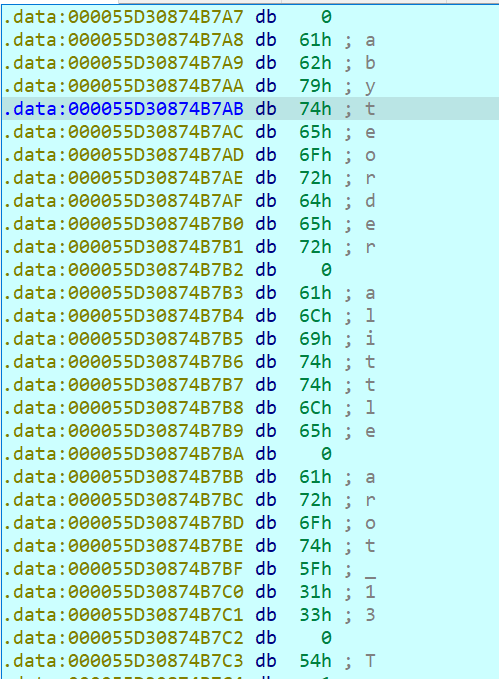 .data:000055D30874B7A7 db 0
.data:000055D30874B7A8 db 61h ; a
.data:000055D30874B7A9 db 62h ; b
.data:000055D30874B7AA db 79h ; y
.data:000055D30874B7AB db 74h ; t
.data:000055D30874B7AC db 65h ; e
.data:000055D30874B7AD db 6Fh ; o
.data:000055D30874B7AE db 72h ; r
.data:000055D30874B7AF db 64h ; d
.data:000055D30874B7B0 db 65h ; e
.data:000055D30874B7B1 db 72h ; r
.data:000055D30874B7B2 db 0
.data:000055D30874B7B3 db 61h ; a
.data:000055D30874B7B4 db 6Ch ; l
.data:000055D30874B7B5 db 69h ; i
.data:000055D30874B7B6 db 74h ; t
.data:000055D30874B7B7 db 74h ; t
.data:000055D30874B7B8 db 6Ch ; l
.data:000055D30874B7B9 db 65h ; e
.data:000055D30874B7BA db 0
.data:000055D30874B7BB db 61h ; a
.data:000055D30874B7BC db 72h ; r
.data:000055D30874B7BD db 6Fh ; o
.data:000055D30874B7BE db 74h ; t
.data:000055D30874B7BF db 5Fh ; _
.data:000055D30874B7C0 db 31h ; 1
.data:000055D30874B7C1 db 33h ; 3
.data:000055D30874B7C2 db 0
.data:000055D30874B7C3 db 54h ; T